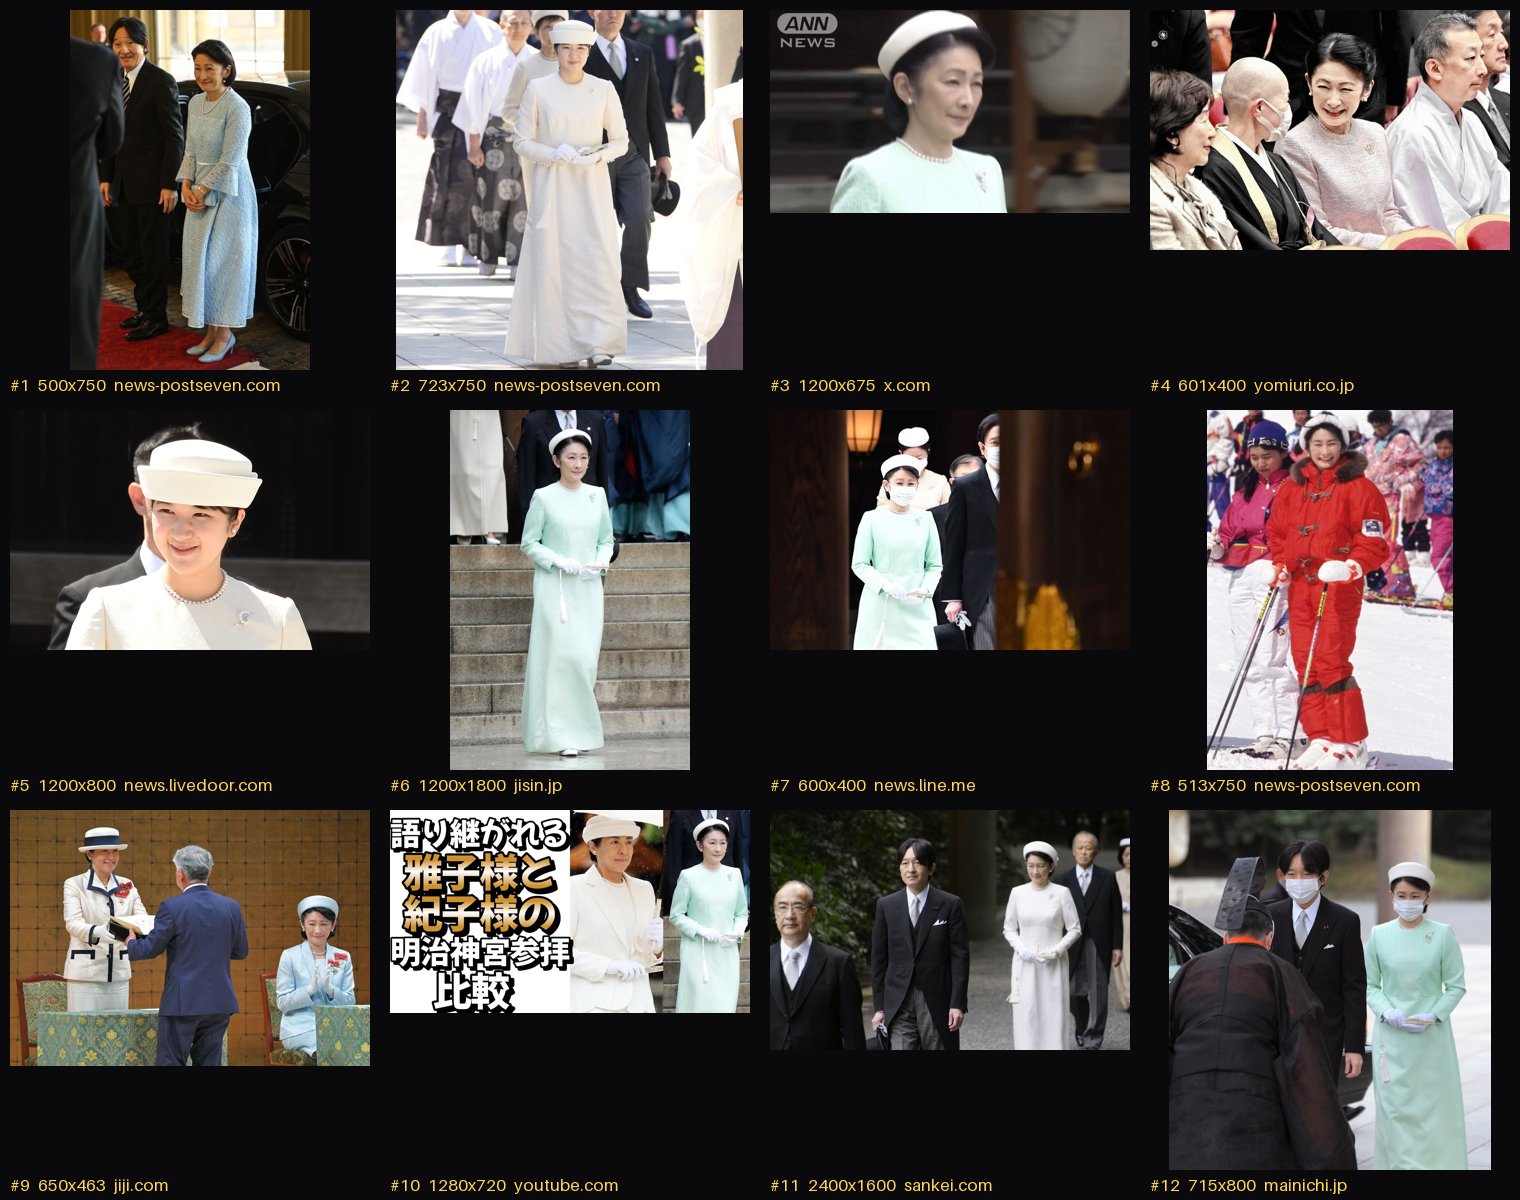 ANN
NEWS
#1 500x750 news-postseven.com
#2 723x750 news-postseven.com
#3 1200x675 x.com
#4 601x400 yomiuri.co.jp
#5 1200x800 news.livedoor.com
#6 1200x1800 jisin.jp
#7 600x400 news.line.me
#8 513x750 news-postseven.com
語り継がれる
雅子様と
紀子様の
明治神宮参拝
比較
#9 650x463 jiji.com
#10 1280x720 youtube.com
#11 2400x1600 sankei.com
#12 715x800 mainichi.jp